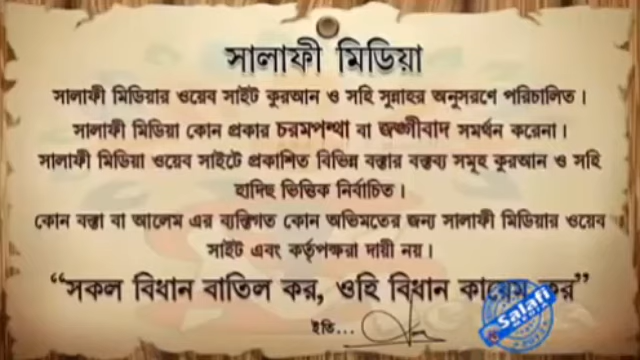 সালাফী মিডিয়া
সালাফী মিডিয়ার ওয়েব সাইট কুরআন ও সহি সুন্নাহর অনুসরণে পরিচালিত।
সালাফী মিডিয়া কোন প্রকার চরমপন্থা বা জঙ্গীবাদ সমর্থন করেনা।
সালাফী মিডিয়া ওয়েব সাইটে প্রকাশিত বিভিন্ন বক্তার বক্তব্য সমূহ কুরআন ও সহি
হাদিছ ভিত্তিক নির্বাচিত।
কোন বক্তা বা আলেম এর ব্যক্তিগত কোন অভিমতের জন্য সালাফী মিডিয়ার ওয়েব
সাইট এবং কর্তৃপক্ষরা দায়ী নয়।
“সকল বিধান বাতিল কর, ওহি বিধান কায়েম কর”
ইতি...
Salafi